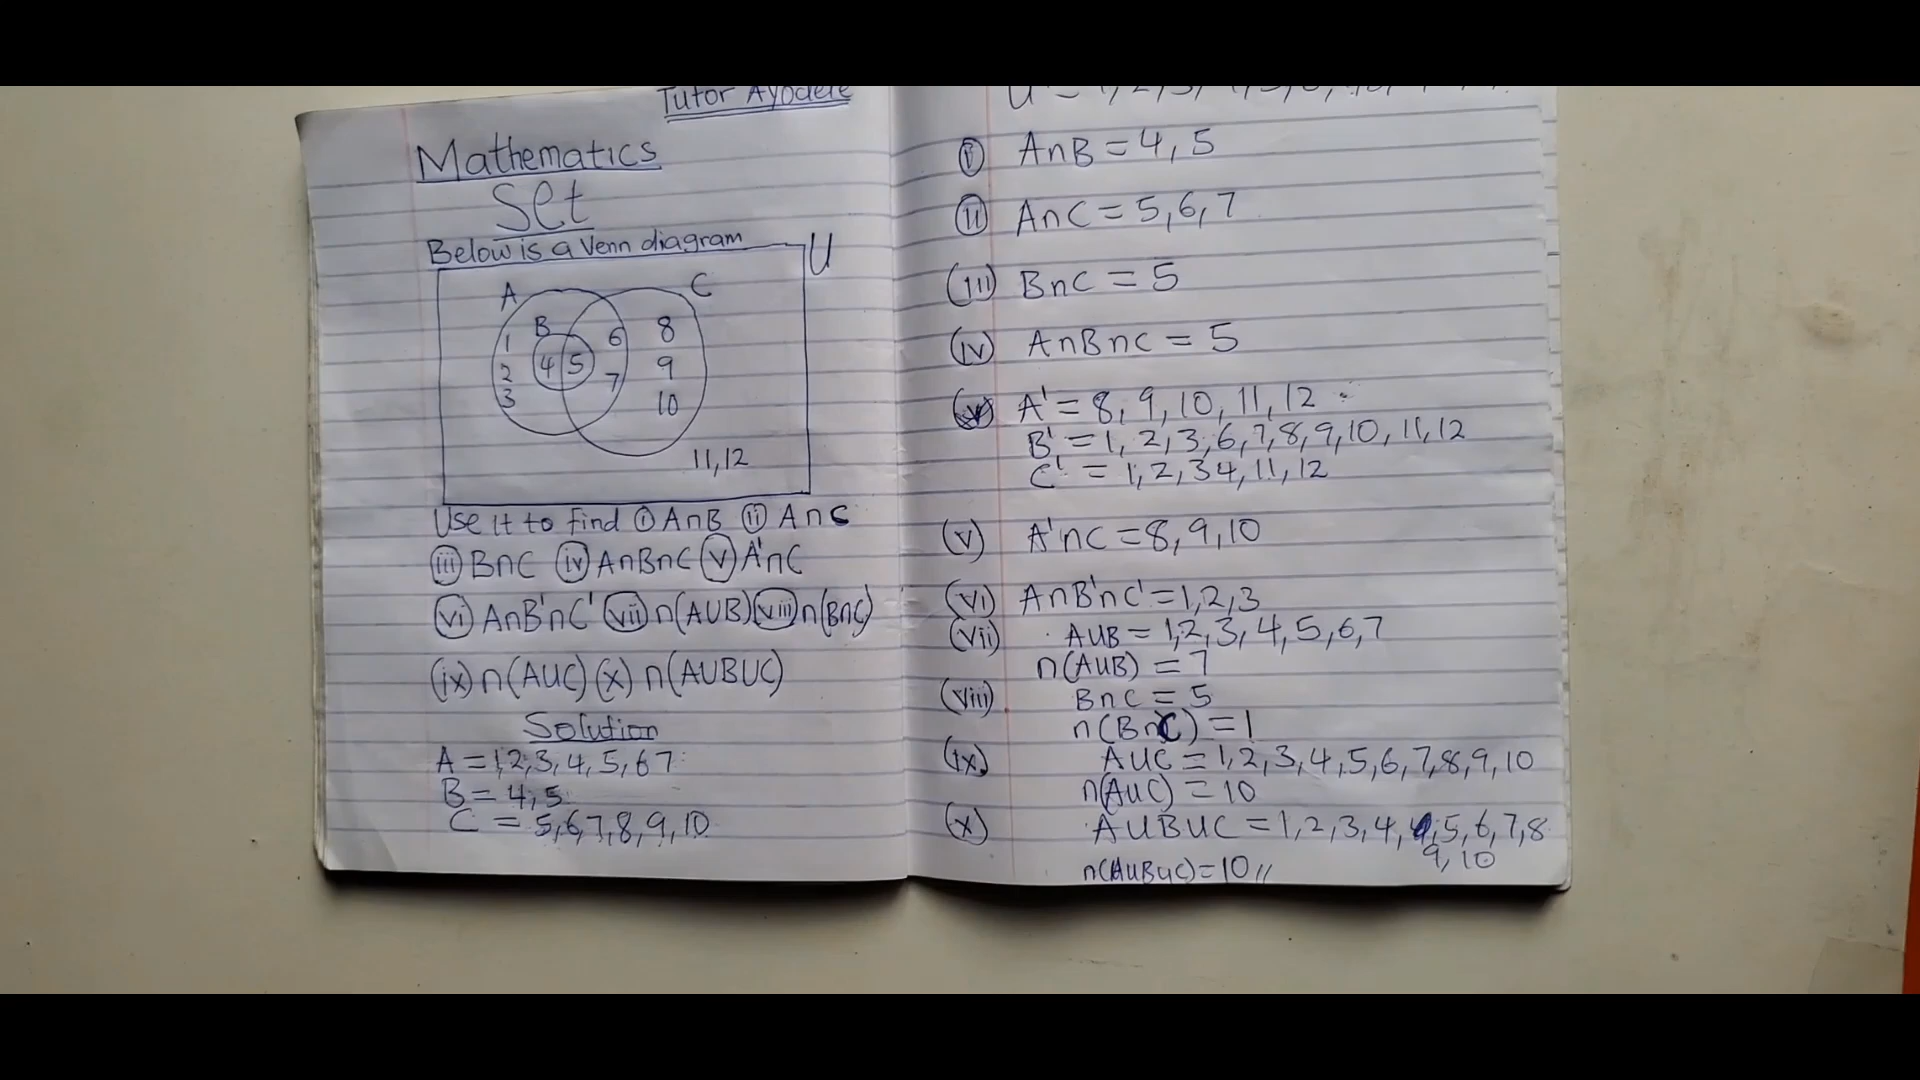 Tutor Ayodele
Mathematics
Set
Below is a Venn diagram
U
A
C
B
1
2
3
4
5
6
7
8
9
10
11,12
Use it to find (i) A∩B (ii) A∩C
(iii) B∩C (iv) A∩B∩C (v) A'∩C
(vi) A∩B'∩C' (vii) n(AUB) (viii) n(B∩C)
(ix) n(AUC) (x) n(AUBUC)
Solution
A = 1,2,3,4,5,6 7
B = 4,5
C = 5,6,7,8,9,10
(i) A∩B = 4, 5
(ii) A∩C = 5,6,7
(iii) B∩C = 5
(iv) A∩B∩C = 5
A' = 8, 9, 10, 11, 12
B' = 1, 2, 3, 6, 7, 8, 9, 10, 11, 12
C' = 1, 2, 3 4, 11, 12
(v) A'∩C = 8, 9, 10
(vi) A∩B'∩C' = 1,2,3
(vii) AUB = 1,2, 3, 4, 5, 6, 7
n(AUB) = 7
(viii) B∩C = 5
n(B∩C) = 1
(ix) AUC = 1,2,3,4,5,6,7,8,9,10
n(AUC) = 10
(x) AUBUC = 1,2,3,4, 5, 6, 7, 8
9, 10
n(AUBUC) = 10 //